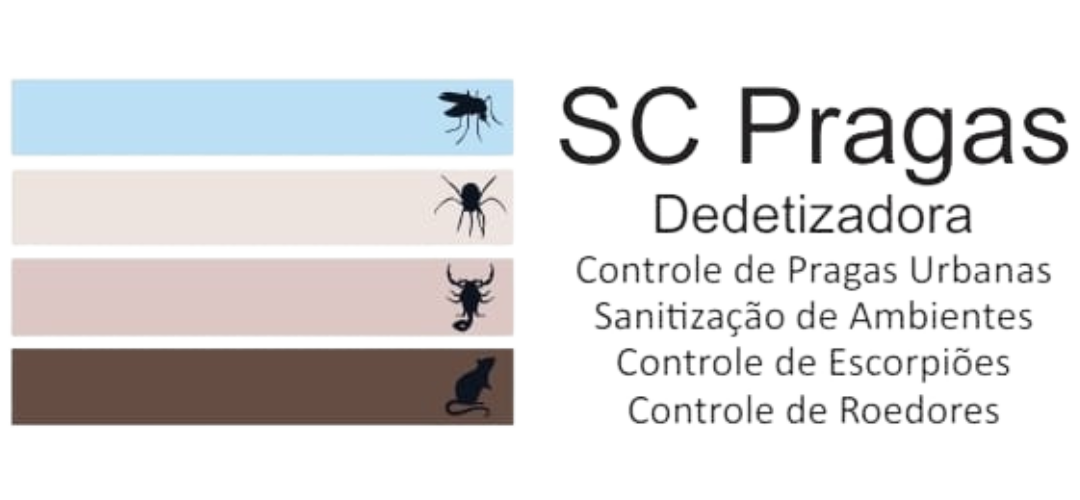 SC Pragas
Dedetizadora
Controle de Pragas Urbanas
Sanitização de Ambientes
Controle de Escorpiões
Controle de Roedores